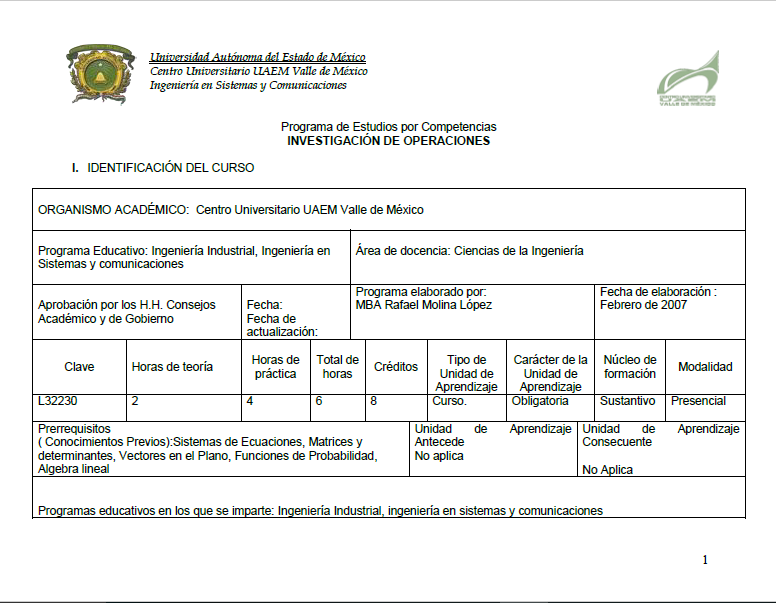 Universidad Autónoma del Estado de México
Centro Universitario UAEM Valle de México
Ingeniería en Sistemas y Comunicaciones
UAEM
VALLE DE MÉXICO
Programa de Estudios por Competencias
INVESTIGACIÓN DE OPERACIONES
I. IDENTIFICACIÓN DEL CURSO
ORGANISMO ACADÉMICO: Centro Universitario UAEM Valle de México
Programa Educativo: Ingeniería Industrial, Ingeniería en
Sistemas y comunicaciones
Área de docencia: Ciencias de la Ingeniería
Aprobación por los H.H. Consejos
Académico y de Gobierno
Fecha:
Fecha de
actualización:
Programa elaborado por:
MBA Rafael Molina López
Fecha de elaboración :
Febrero de 2007
Clave
Horas de teoría
Horas de
práctica
Total de
horas
Créditos
Tipo de
Unidad de
Aprendizaje
Carácter de la
Unidad de
Aprendizaje
Núcleo de
formación
Modalidad
L32230
2
4
6
8
Curso.
Obligatoria
Sustantivo
Presencial
Prerrequisitos
( Conocimientos Previos):Sistemas de Ecuaciones, Matrices y
determinantes, Vectores en el Plano, Funciones de Probabilidad,
Algebra lineal
Unidad de Aprendizaje
Antecede
No aplica
Unidad de Aprendizaje
Consecuente
No Aplica
Programas educativos en los que se imparte: Ingeniería Industrial, ingeniería en sistemas y comunicaciones
1